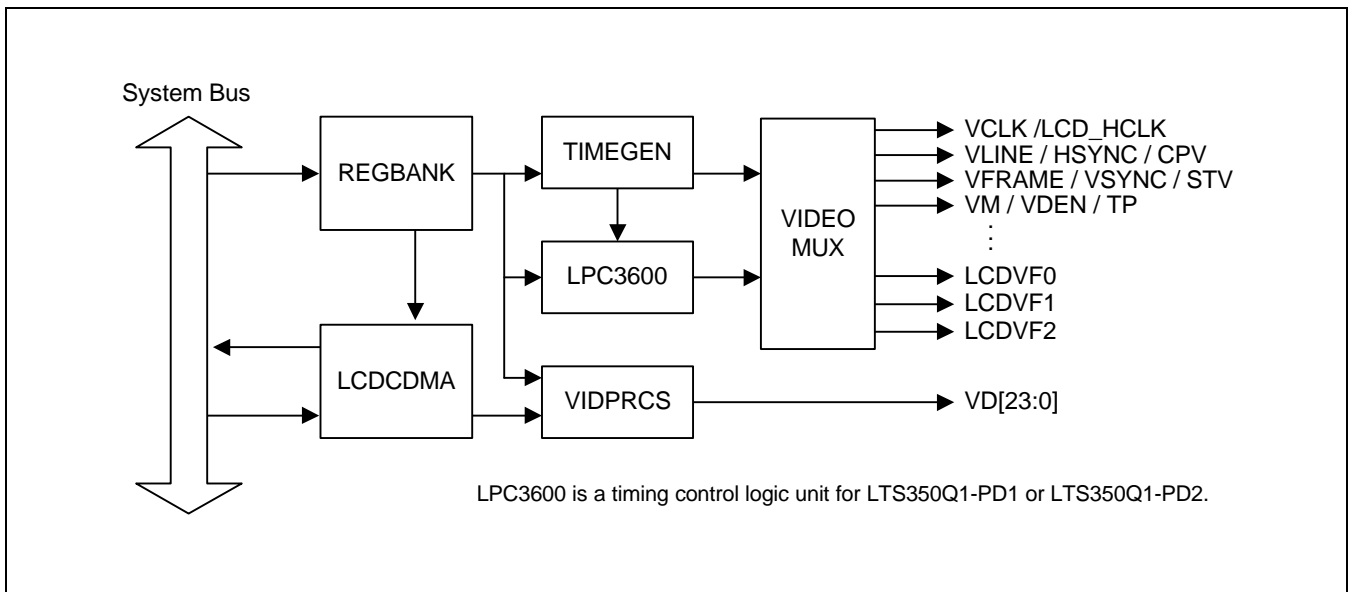 System Bus
REGBANK
LCDCDMA
TIMEGEN
LPC3600
VIDPRCS
VIDEO
MUX
VCLK /LCD_HCLK
VLINE / HSYNC / CPV
VFRAME / VSYNC / STV
VM / VDEN / TP
LCDVF0
LCDVF1
LCDVF2
VD[23:0]
LPC3600 is a timing control logic unit for LTS350Q1-PD1 or LTS350Q1-PD2.